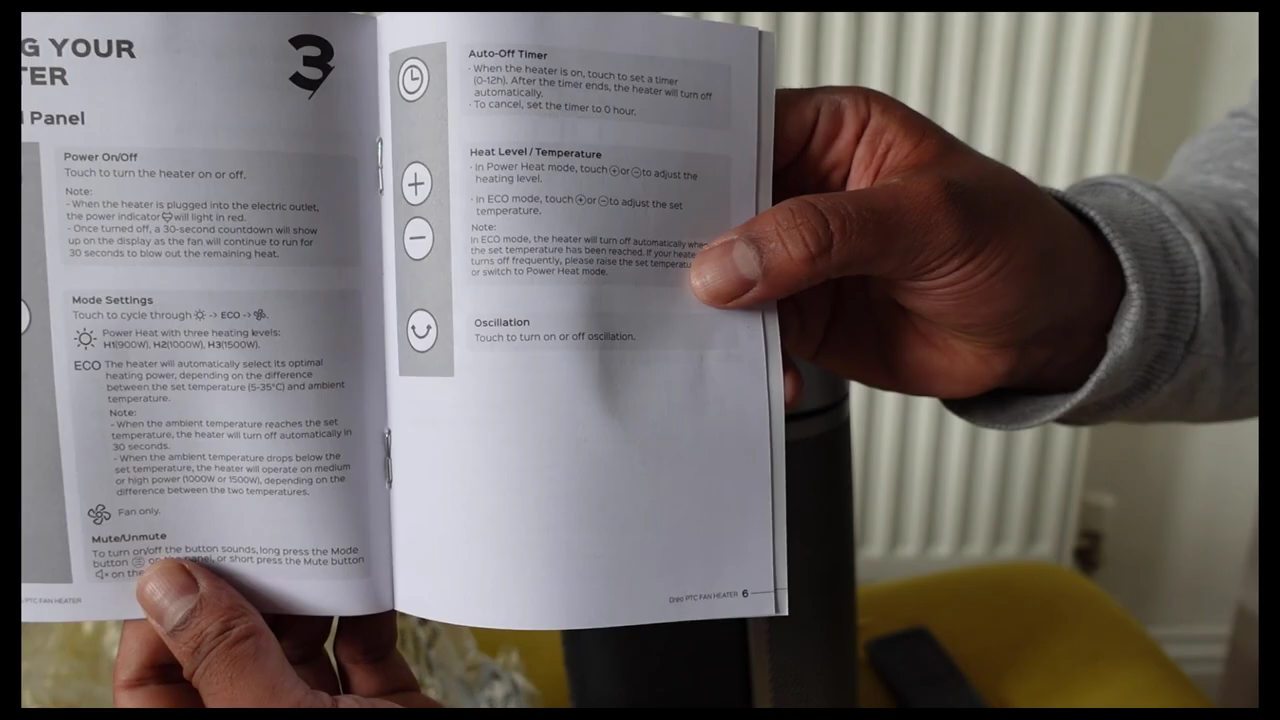 G YOUR
TER
3
Panel
Power On/Off
Touch to turn the heater on or off.
Note:
- When the heater is plugged into the electric outlet,
the power indicator will light in red.
- Once turned off, a 30-second countdown will show
up on the display as the fan will continue to run for
30 seconds to blow out the remaining heat.
Mode Settings
Touch to cycle through -> ECO -> .
Power Heat with three heating levels:
H1(900W), H2(1000W), H3(1500W).
ECO The heater will automatically select its optimal
heating power, depending on the difference
between the set temperature (5-35°C) and ambient
temperature.
Note:
- When the ambient temperature reaches the set
temperature, the heater will turn off automatically in
30 seconds.
- When the ambient temperature drops below the
set temperature, the heater will operate on medium
or high power (1000W or 1500W), depending on the
difference between the two temperatures.
Fan only.
Mute/Unmute
To turn on/off the button sounds, long press the Mode
button on the panel, or short press the Mute button
on the
PTC FAN HEATER
Auto-Off Timer
· When the heater is on, touch to set a timer
(0-12h). After the timer ends, the heater will turn off
automatically.
· To cancel, set the timer to 0 hour.
Heat Level / Temperature
· In Power Heat mode, touch + or - to adjust the
heating level.
· In ECO mode, touch + or - to adjust the set
temperature.
Note:
In ECO mode, the heater will turn off automatically when
the set temperature has been reached. If your heate
turns off frequently, please raise the set temperatu
or switch to Power Heat mode.
Oscillation
Touch to turn on or off oscillation.
Dreo PTC FAN HEATER 6